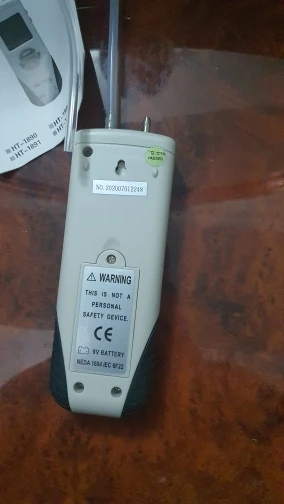 HT-1890
HT-1891
NO. 202007012248
WARNING
THIS IS NOT A
PERSONAL
SAFETY DEVICE.
CE
9V BATTERY
NEDA 1604 IEC 6F22